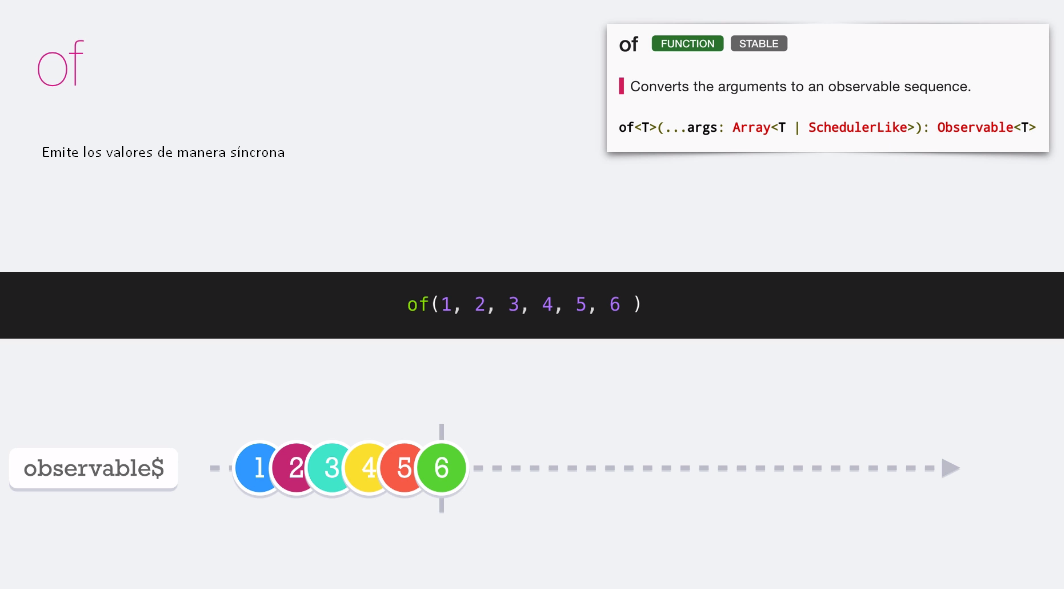 of
of FUNCTION STABLE
Converts the arguments to an observable sequence.
of<T>(...args: Array<T | SchedulerLike>): Observable<T>
Emite los valores de manera síncrona
of(1, 2, 3, 4, 5, 6 )
observable$ 1 2 3 4 5 6